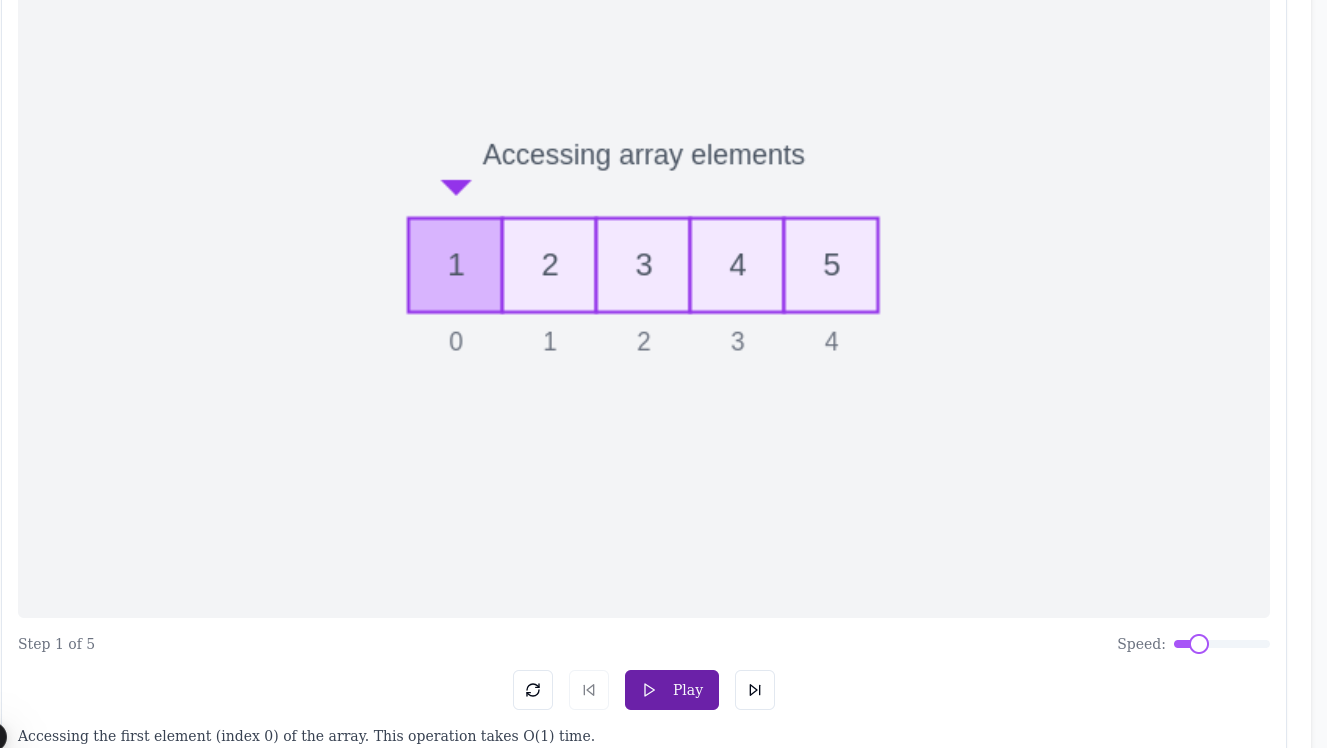 Accessing array elements
1 2 3 4 5
0 1 2 3 4
Step 1 of 5
Speed:
Play
Accessing the first element (index 0) of the array. This operation takes O(1) time.